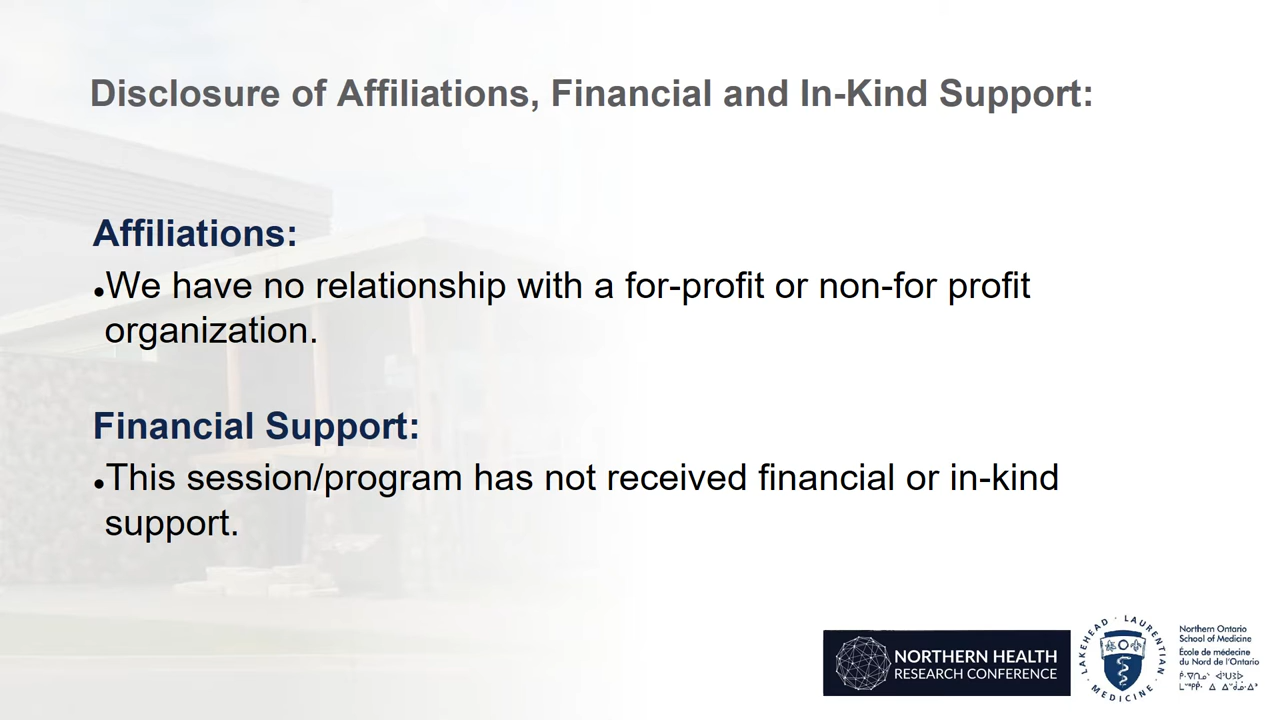 Disclosure of Affiliations, Financial and In-Kind Support:
Affiliations:
•We have no relationship with a for-profit or non-for profit
organization.
Financial Support:
•This session/program has not received financial or in-kind
support.
NORTHERN HEALTH
RESEARCH CONFERENCE
LAKEHEAD · LAURENTIAN
MEDICINE
Northern Ontario
School of Medicine
École de médecine
du Nord de l'Ontario